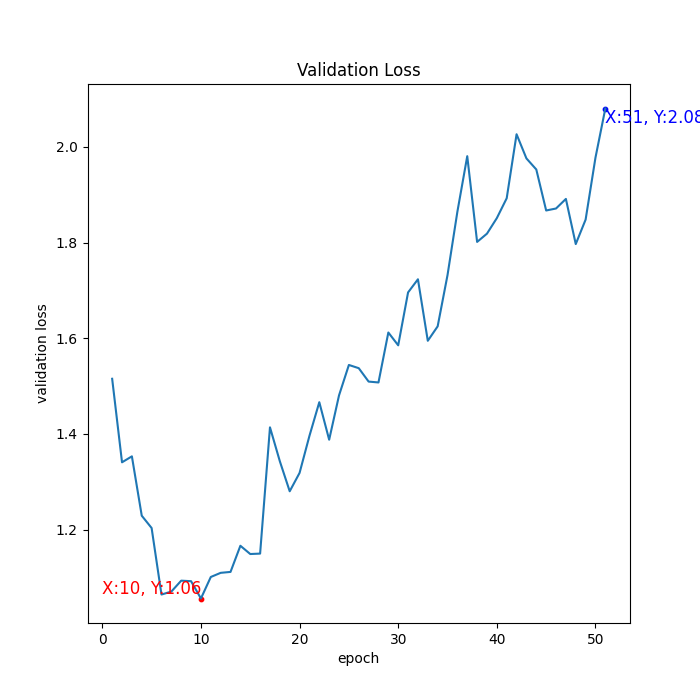 Validation Loss
X:51, Y:2.08
2.0
1.8
1.6
1.4
1.2
validation loss
X:10, Y:1.06
0 10 20 30 40 50
epoch